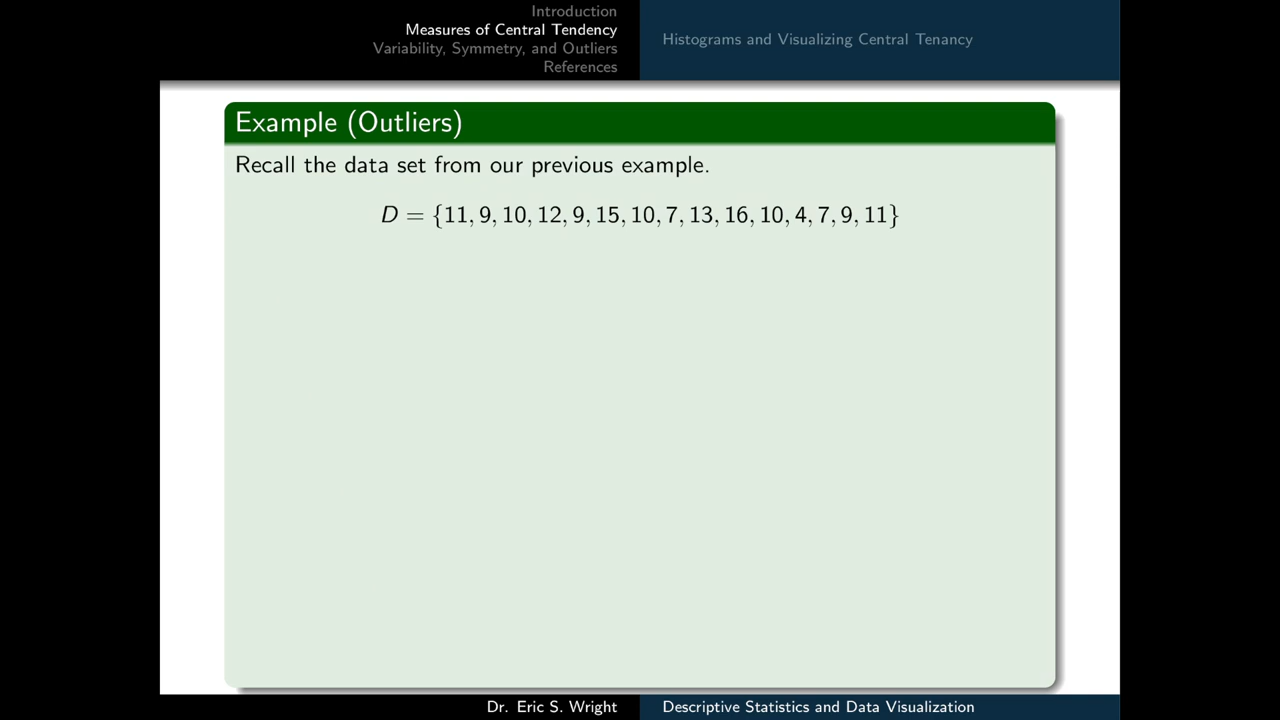 Introduction
Measures of Central Tendency
Variability, Symmetry, and Outliers
References
Histograms and Visualizing Central Tenancy
Example (Outliers)
Recall the data set from our previous example.
D = {11, 9, 10, 12, 9, 15, 10, 7, 13, 16, 10, 4, 7, 9, 11}
Dr. Eric S. Wright
Descriptive Statistics and Data Visualization